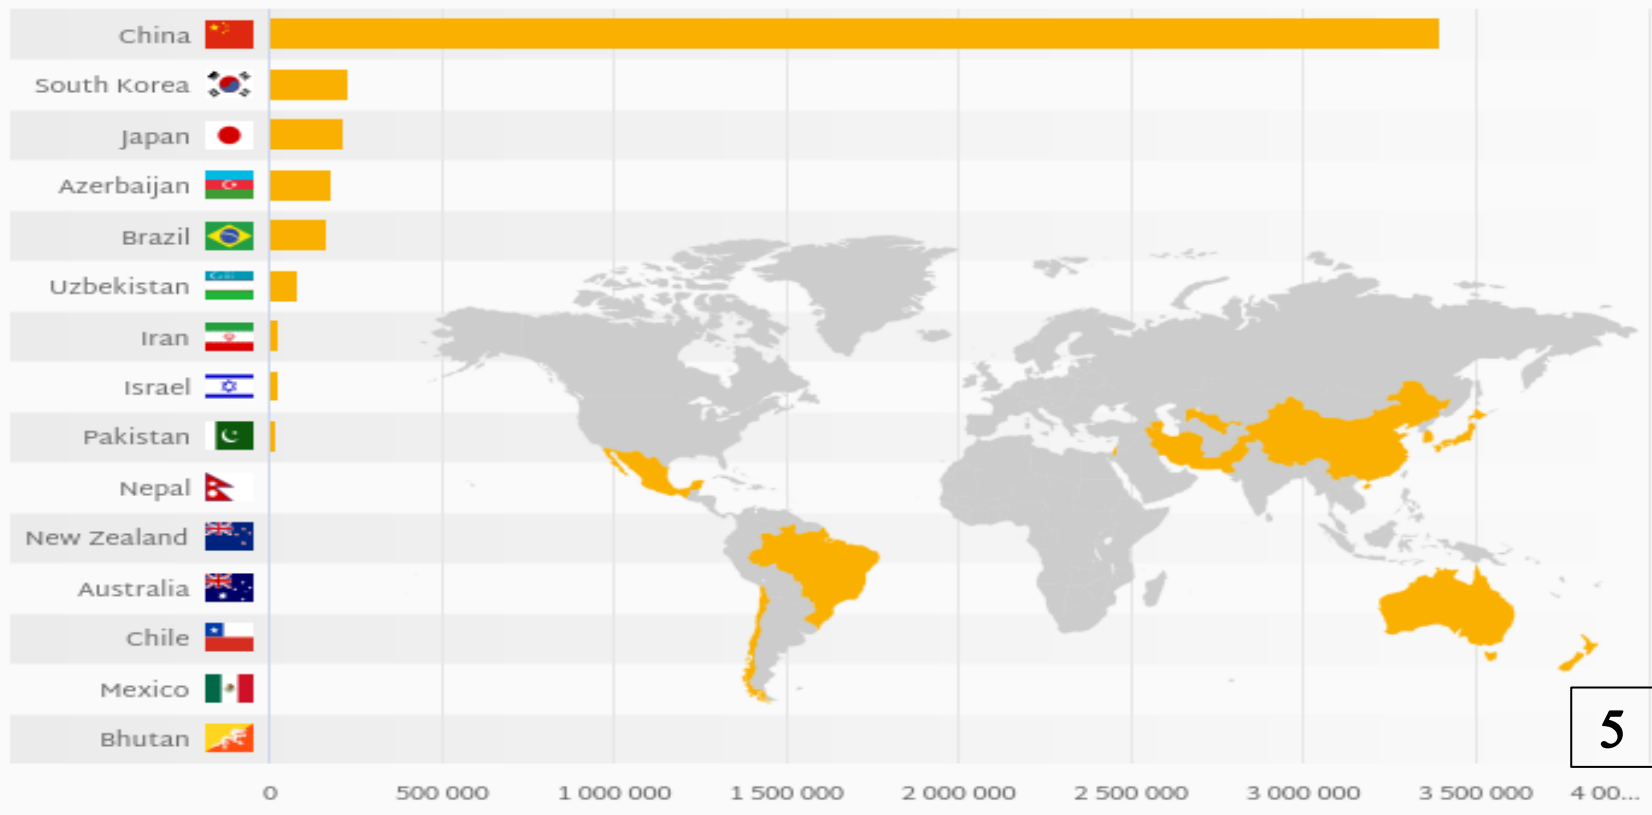 China
South Korea
Japan
Azerbaijan
Brazil
Uzbekistan
Iran
Israel
Pakistan
Nepal
New Zealand
Australia
Chile
Mexico
Bhutan
5
0 500 000 1 000 000 1 500 000 2 000 000 2 500 000 3 000 000 3 500 000 4 00...